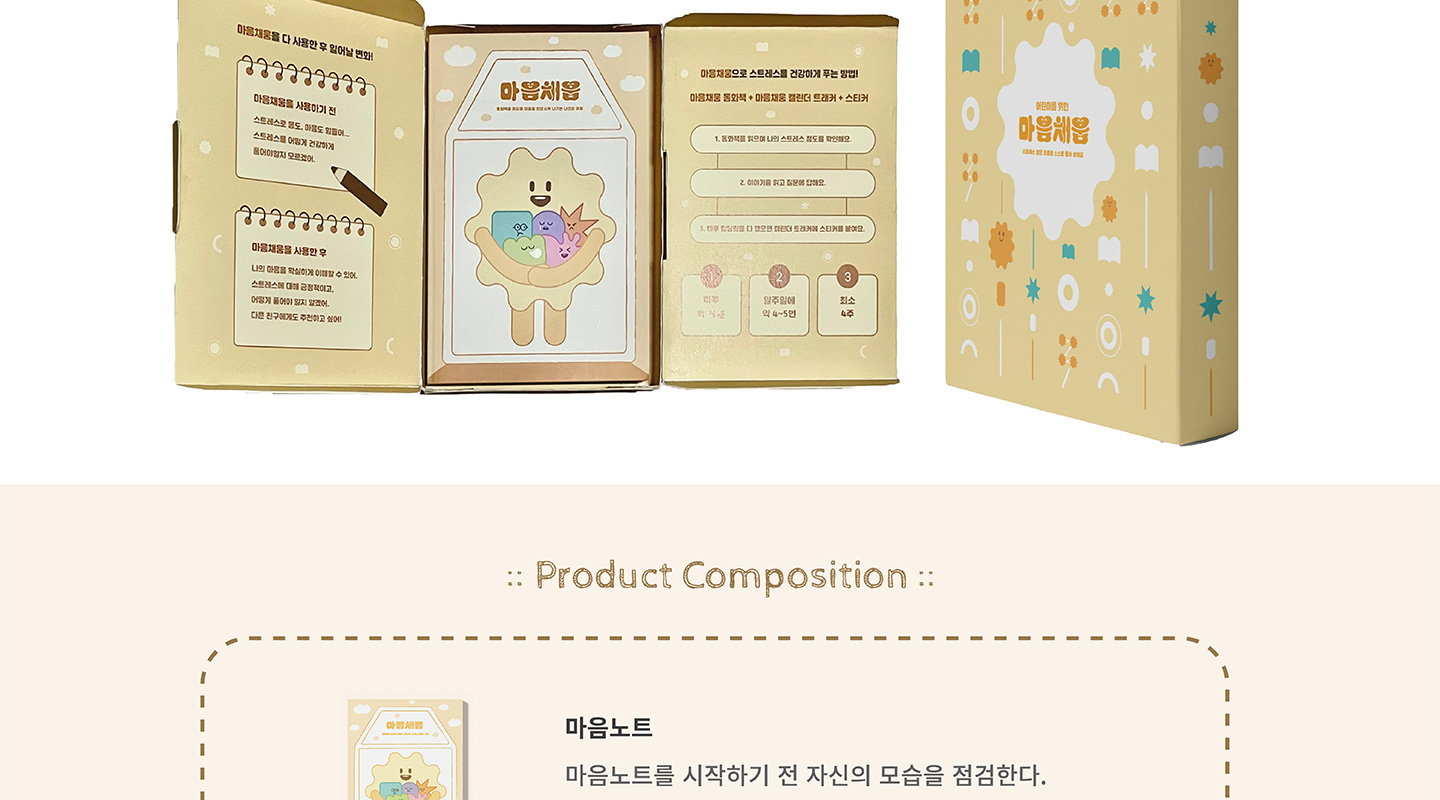 마음채움을 다 사용한 후 일어날 변화!
마음채움을 사용하기 전
스트레스로 몸도, 마음도 힘들어...
스트레스를 어떻게 건강하게
풀어야할지 모르겠어.
마음채움을 사용한 후
나의 마음을 확실하게 이해할 수 있어.
스트레스에 대해 긍정적이고,
어떻게 풀어야 할지 알겠어.
다른 친구에게도 추천하고 싶어!
마음채움
마음채움으로 스트레스를 건강하게 푸는 방법!
마음채움 동화책 + 마음채움 캘린더 트래커 + 스티커
1. 동화책을 읽으며 나의 스트레스 정도를 확인해요.
2. 이야기를 읽고 질문에 답해요.
3. 하루 할당량을 다 했으면 캘린더 트래커에 스티커를 붙여요.
1
하루
2
일주일에
약 4~5번
3
최소
4주
어린이를 위한
마음채움
:: Product Composition ::
마음채움
마음노트
마음노트를 시작하기 전 자신의 모습을 점검한다.